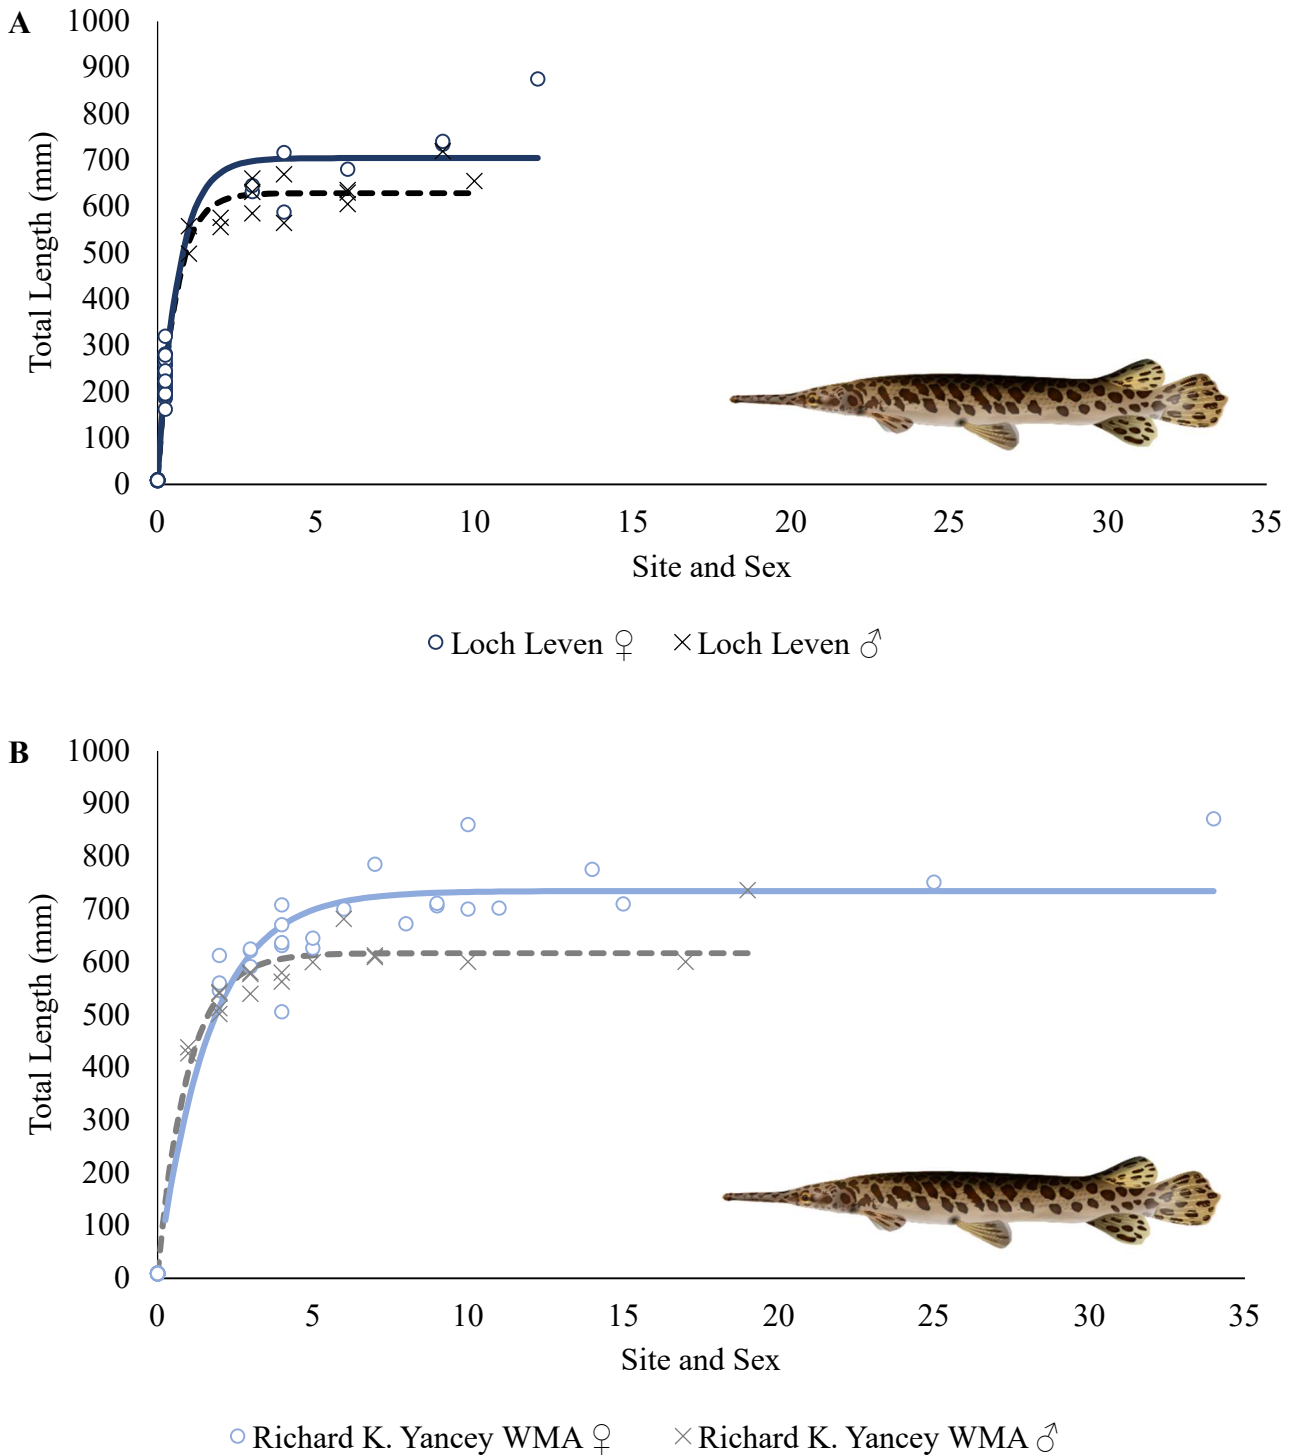 A
1000
900
800
700
600
500
400
300
200
100
0
Total Length (mm)
0 5 10 15 20 25 30 35
Site and Sex
Loch Leven ♀ Loch Leven ♂
B
1000
900
800
700
600
500
400
300
200
100
0
Total Length (mm)
0 5 10 15 20 25 30 35
Site and Sex
Richard K. Yancey WMA ♀ Richard K. Yancey WMA ♂